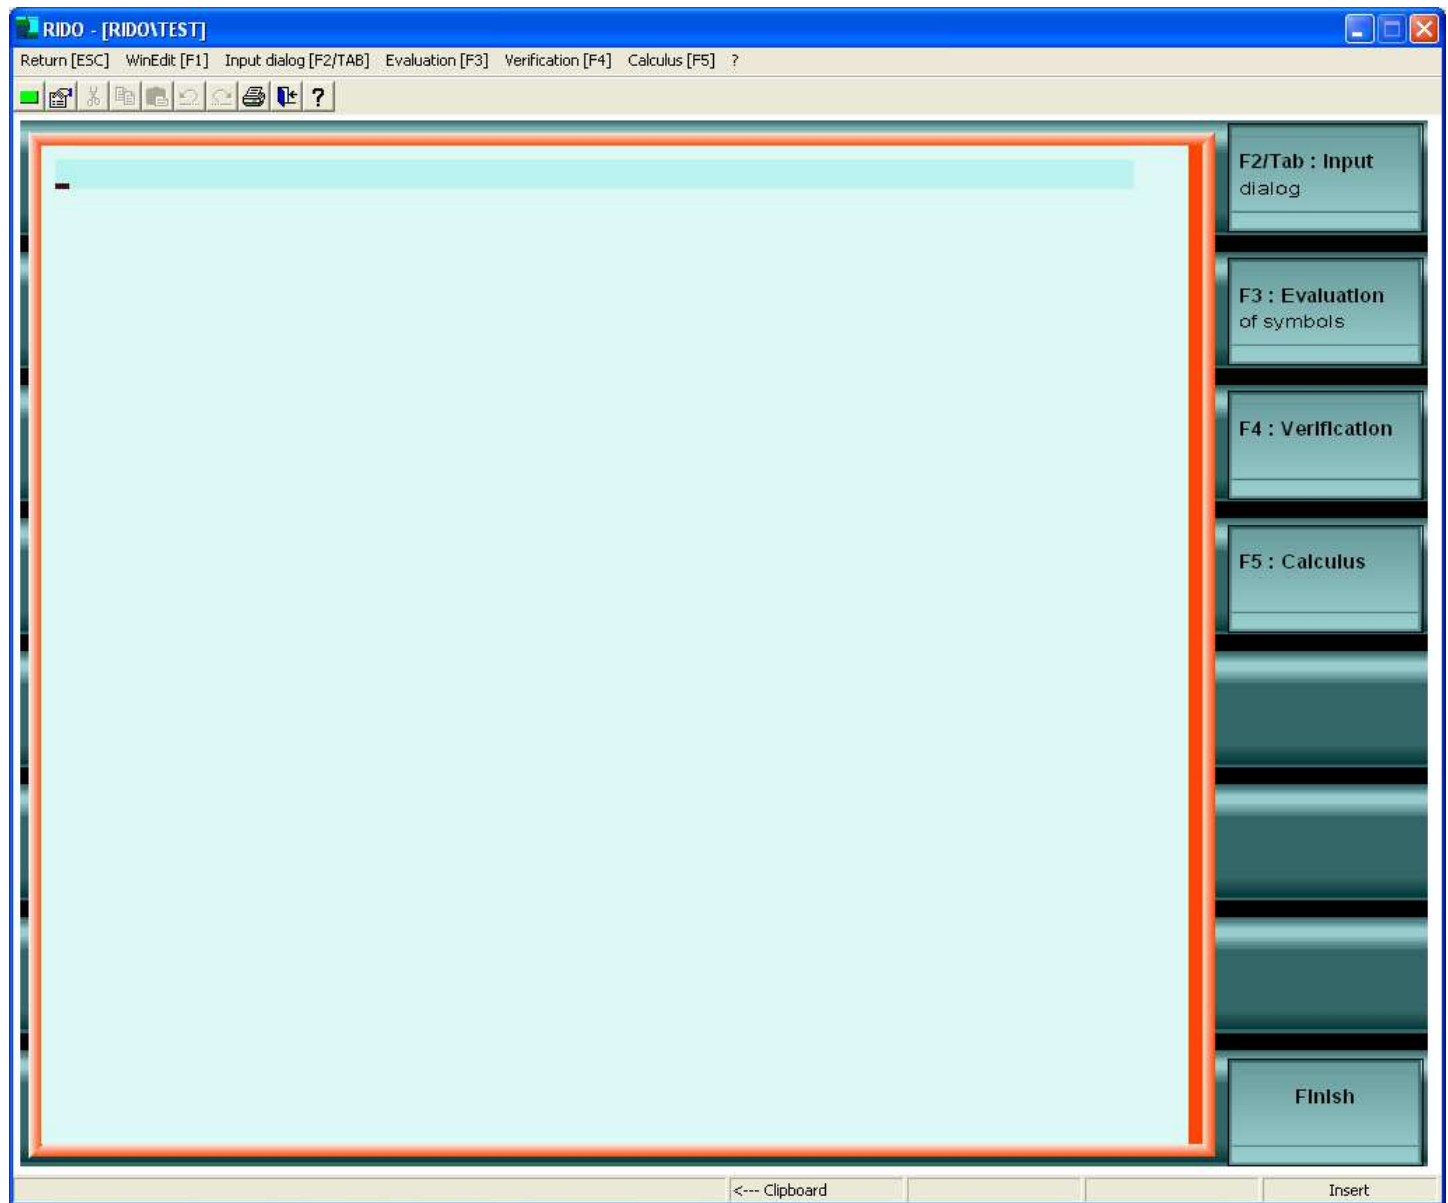 RIDO - [RIDO\TEST]
Return [ESC] WinEdit [F1] Input dialog [F2/TAB] Evaluation [F3] Verification [F4] Calculus [F5] ?
?
F2/Tab : Input
dialog
F3 : Evaluation
of symbols
F4 : Verification
F5 : Calculus
Finish
<--- Clipboard
Insert